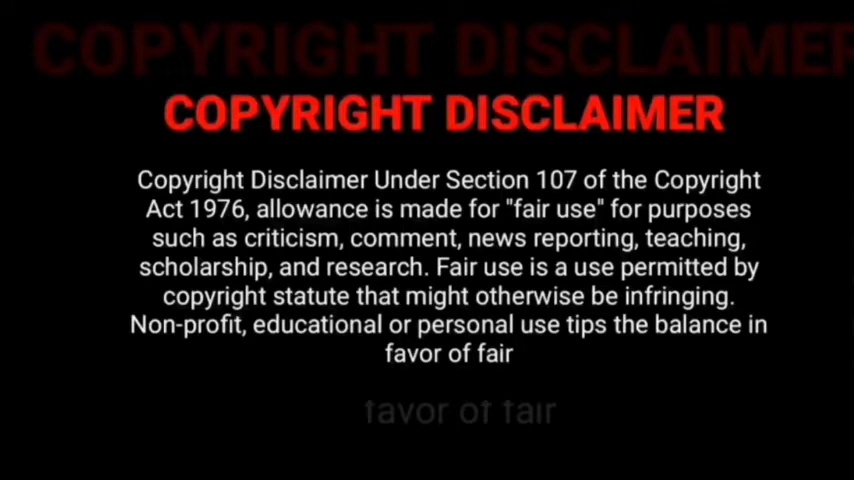 COPYRIGHT DISCLAIMER
COPYRIGHT DISCLAIMER
Copyright Disclaimer Under Section 107 of the Copyright
Act 1976, allowance is made for "fair use" for purposes
such as criticism, comment, news reporting, teaching,
scholarship, and research. Fair use is a use permitted by
copyright statute that might otherwise be infringing.
Non-profit, educational or personal use tips the balance in
favor of fair
favor of fair